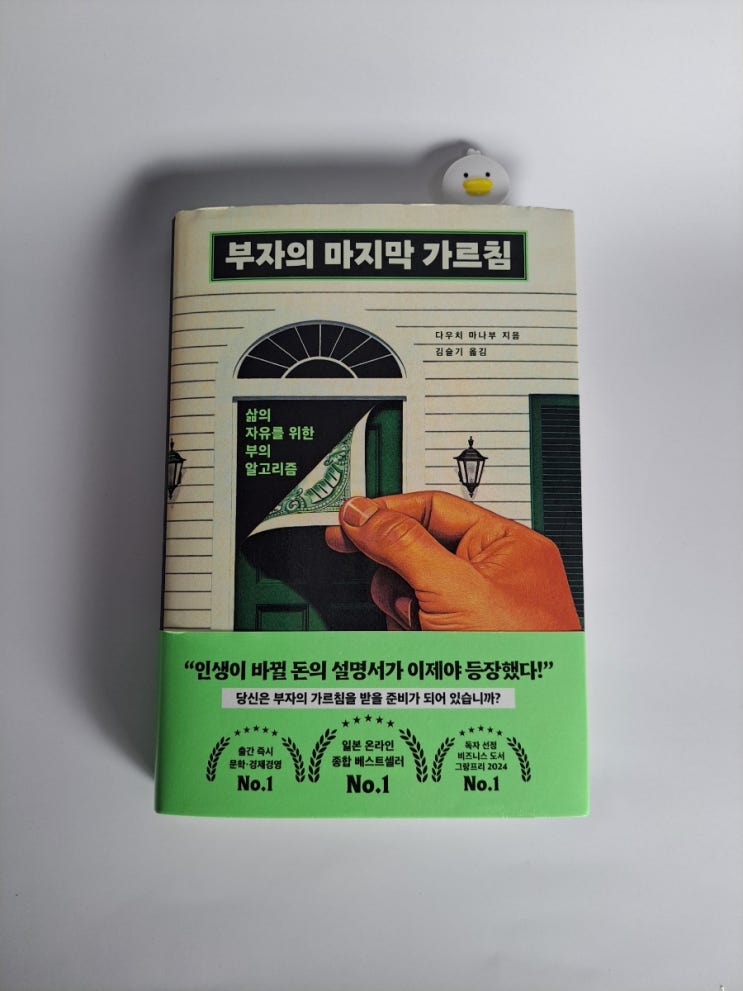 부자의 마지막 가르침
다우치 마나부 지음
김슬기 옮김
삶의
자유를 위한
부의
알고리즘
“인생이 바뀔 돈의 설명서가 이제야 등장했다!”
당신은 부자의 가르침을 받을 준비가 되어 있습니까?
출간 즉시
문학·경제경영
No.1
일본 온라인
종합 베스트셀러
No.1
독자 선정
비즈니스 도서
그랑프리 2024
No.1